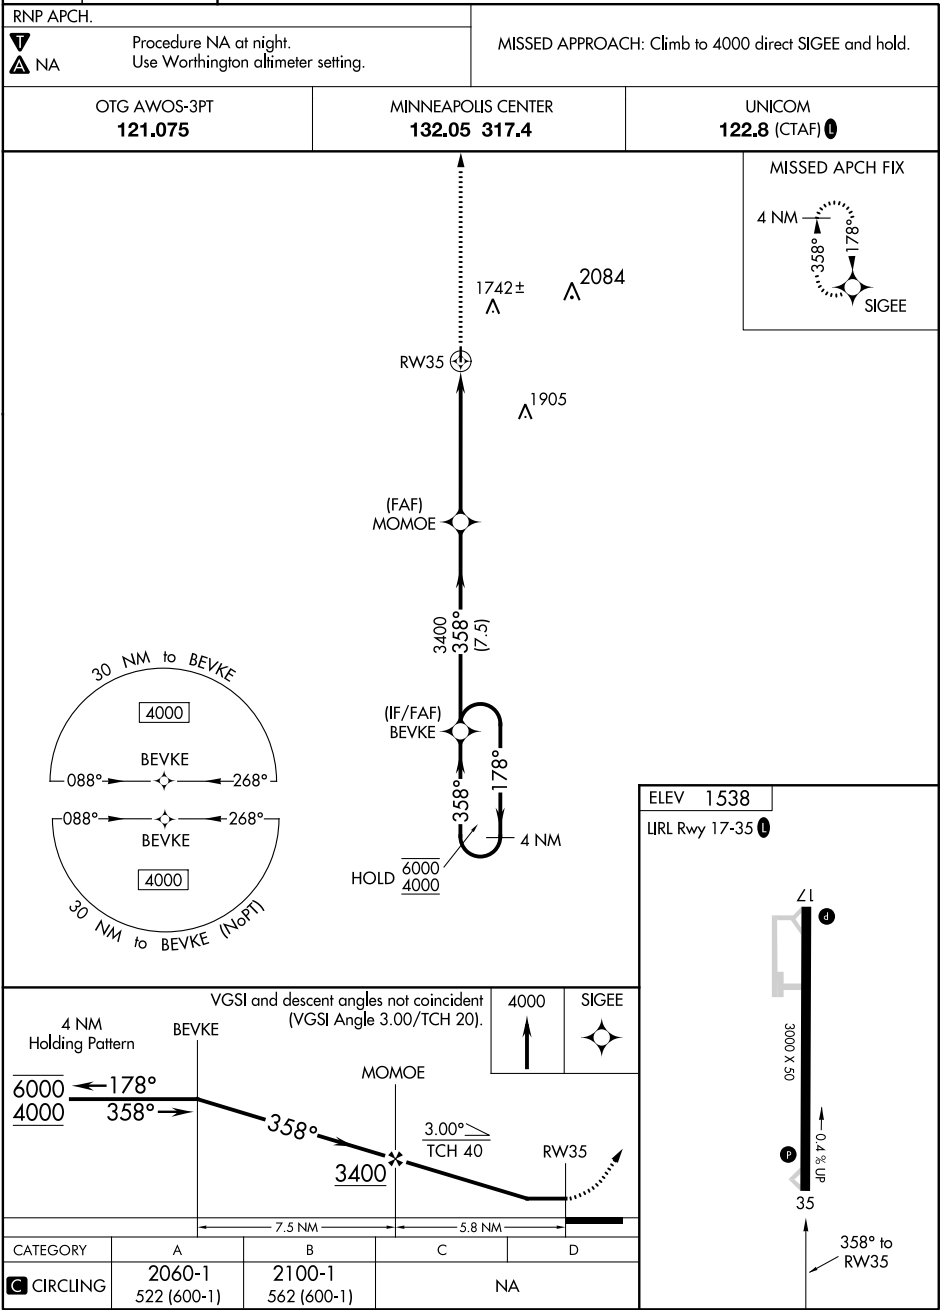 RNP APCH.
T
A NA
Procedure NA at night.
Use Worthington altimeter setting.
MISSED APPROACH: Climb to 4000 direct SIGEE and hold.
OTG AWOS-3PT
121.075
MINNEAPOLIS CENTER
132.05 317.4
UNICOM
122.8 (CTAF) L
MISSED APCH FIX
4 NM
358°
178°
SIGEE
1742±
2084
RW35
1905
(FAF)
MOMOE
3400
358°
(7.5)
(IF/FAF)
BEVKE
358°
178°
4 NM
HOLD 6000
4000
30 NM to BEVKE
4000
BEVKE
088°
268°
088°
268°
BEVKE
4000
30 NM to BEVKE (NoPT)
ELEV 1538
LIRL Rwy 17-35 L
17
P
3000 X 50
P
0.4 % UP
35
358° to
RW35
VGSI and descent angles not coincident
(VGSI Angle 3.00/TCH 20).
4000
SIGEE
4 NM
Holding Pattern
BEVKE
6000
4000
178°
358°
358°
MOMOE
3400
3.00°
TCH 40
RW35
7.5 NM
5.8 NM
CATEGORY A B C D
C CIRCLING
2060-1
522 (600-1)
2100-1
562 (600-1)
NA